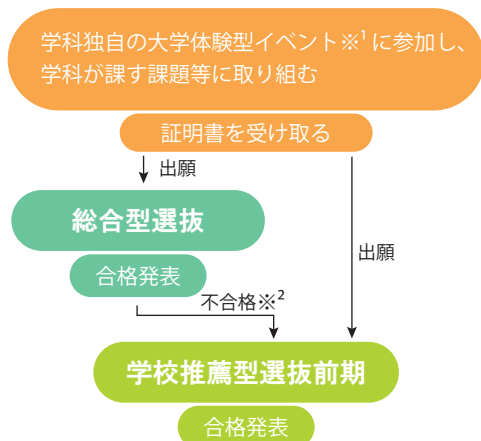 学科独自の大学体験型イベント※¹に参加し、
学科が課す課題等に取り組む
証明書を受け取る
出願
総合型選抜
出願
合格発表
不合格※²
学校推薦型選抜前期
合格発表